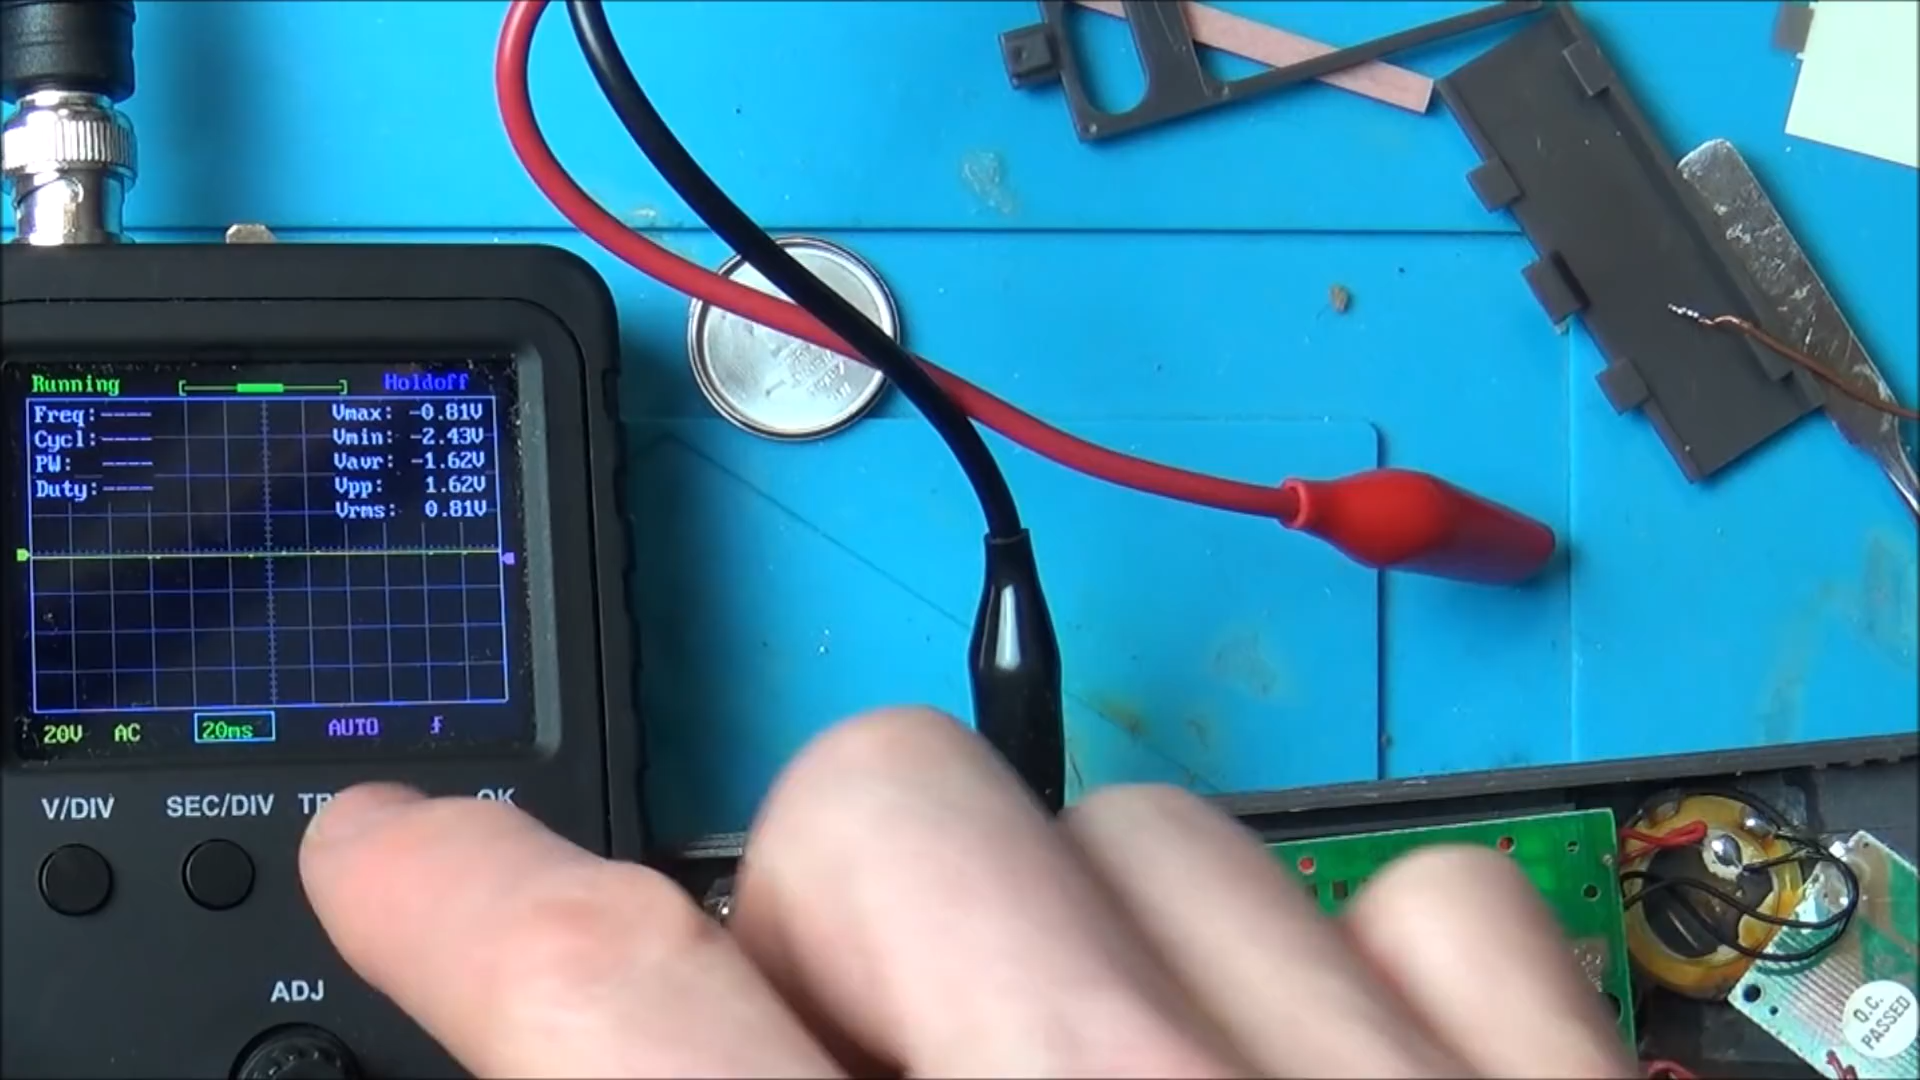 Running Holdoff
Freq: ----- Vmax: -0.81V
Cycl: ----- Vmin: -2.43V
PW: ----- Vavr: -1.62V
Duty: ----- Vpp: 1.62V
Vrms: 0.81V
20V AC 20ms AUTO
V/DIV SEC/DIV OK
ADJ
Q.C.
PASSED